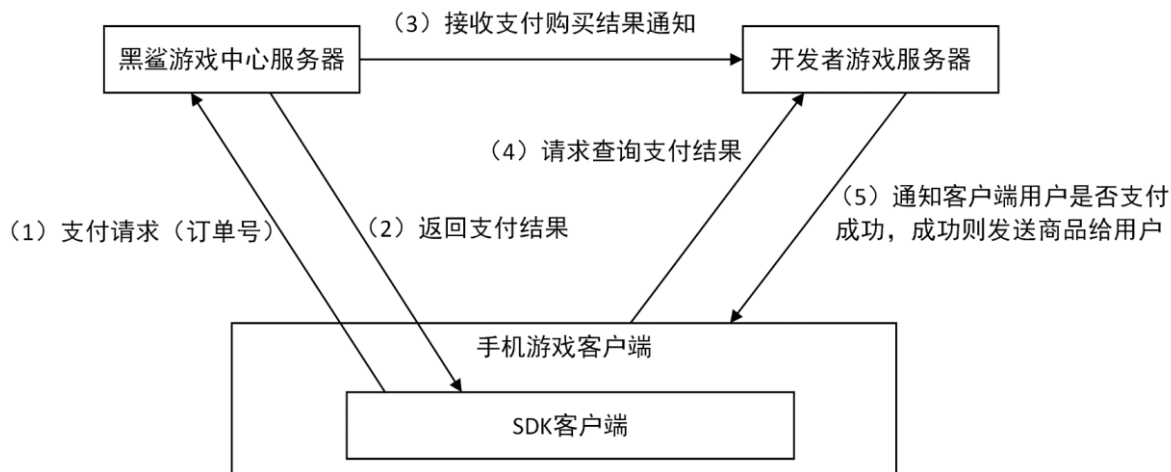 （3）接收支付购买结果通知
黑鲨游戏中心服务器
开发者游戏服务器
（4）请求查询支付结果
（1）支付请求（订单号）
（2）返回支付结果
（5）通知客户端用户是否支付
成功，成功则发送商品给用户
手机游戏客户端
SDK客户端